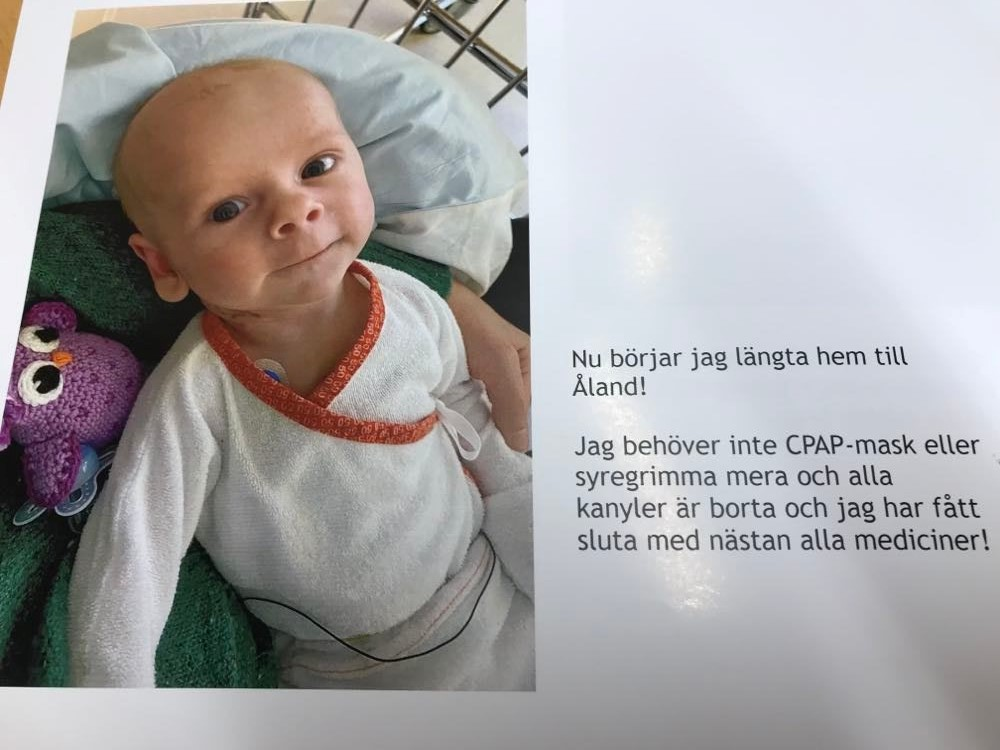 Nu börjar jag längta hem till
Åland!
Jag behöver inte CPAP-mask eller
syregrimma mera och alla
kanyler är borta och jag har fått
sluta med nästan alla mediciner!